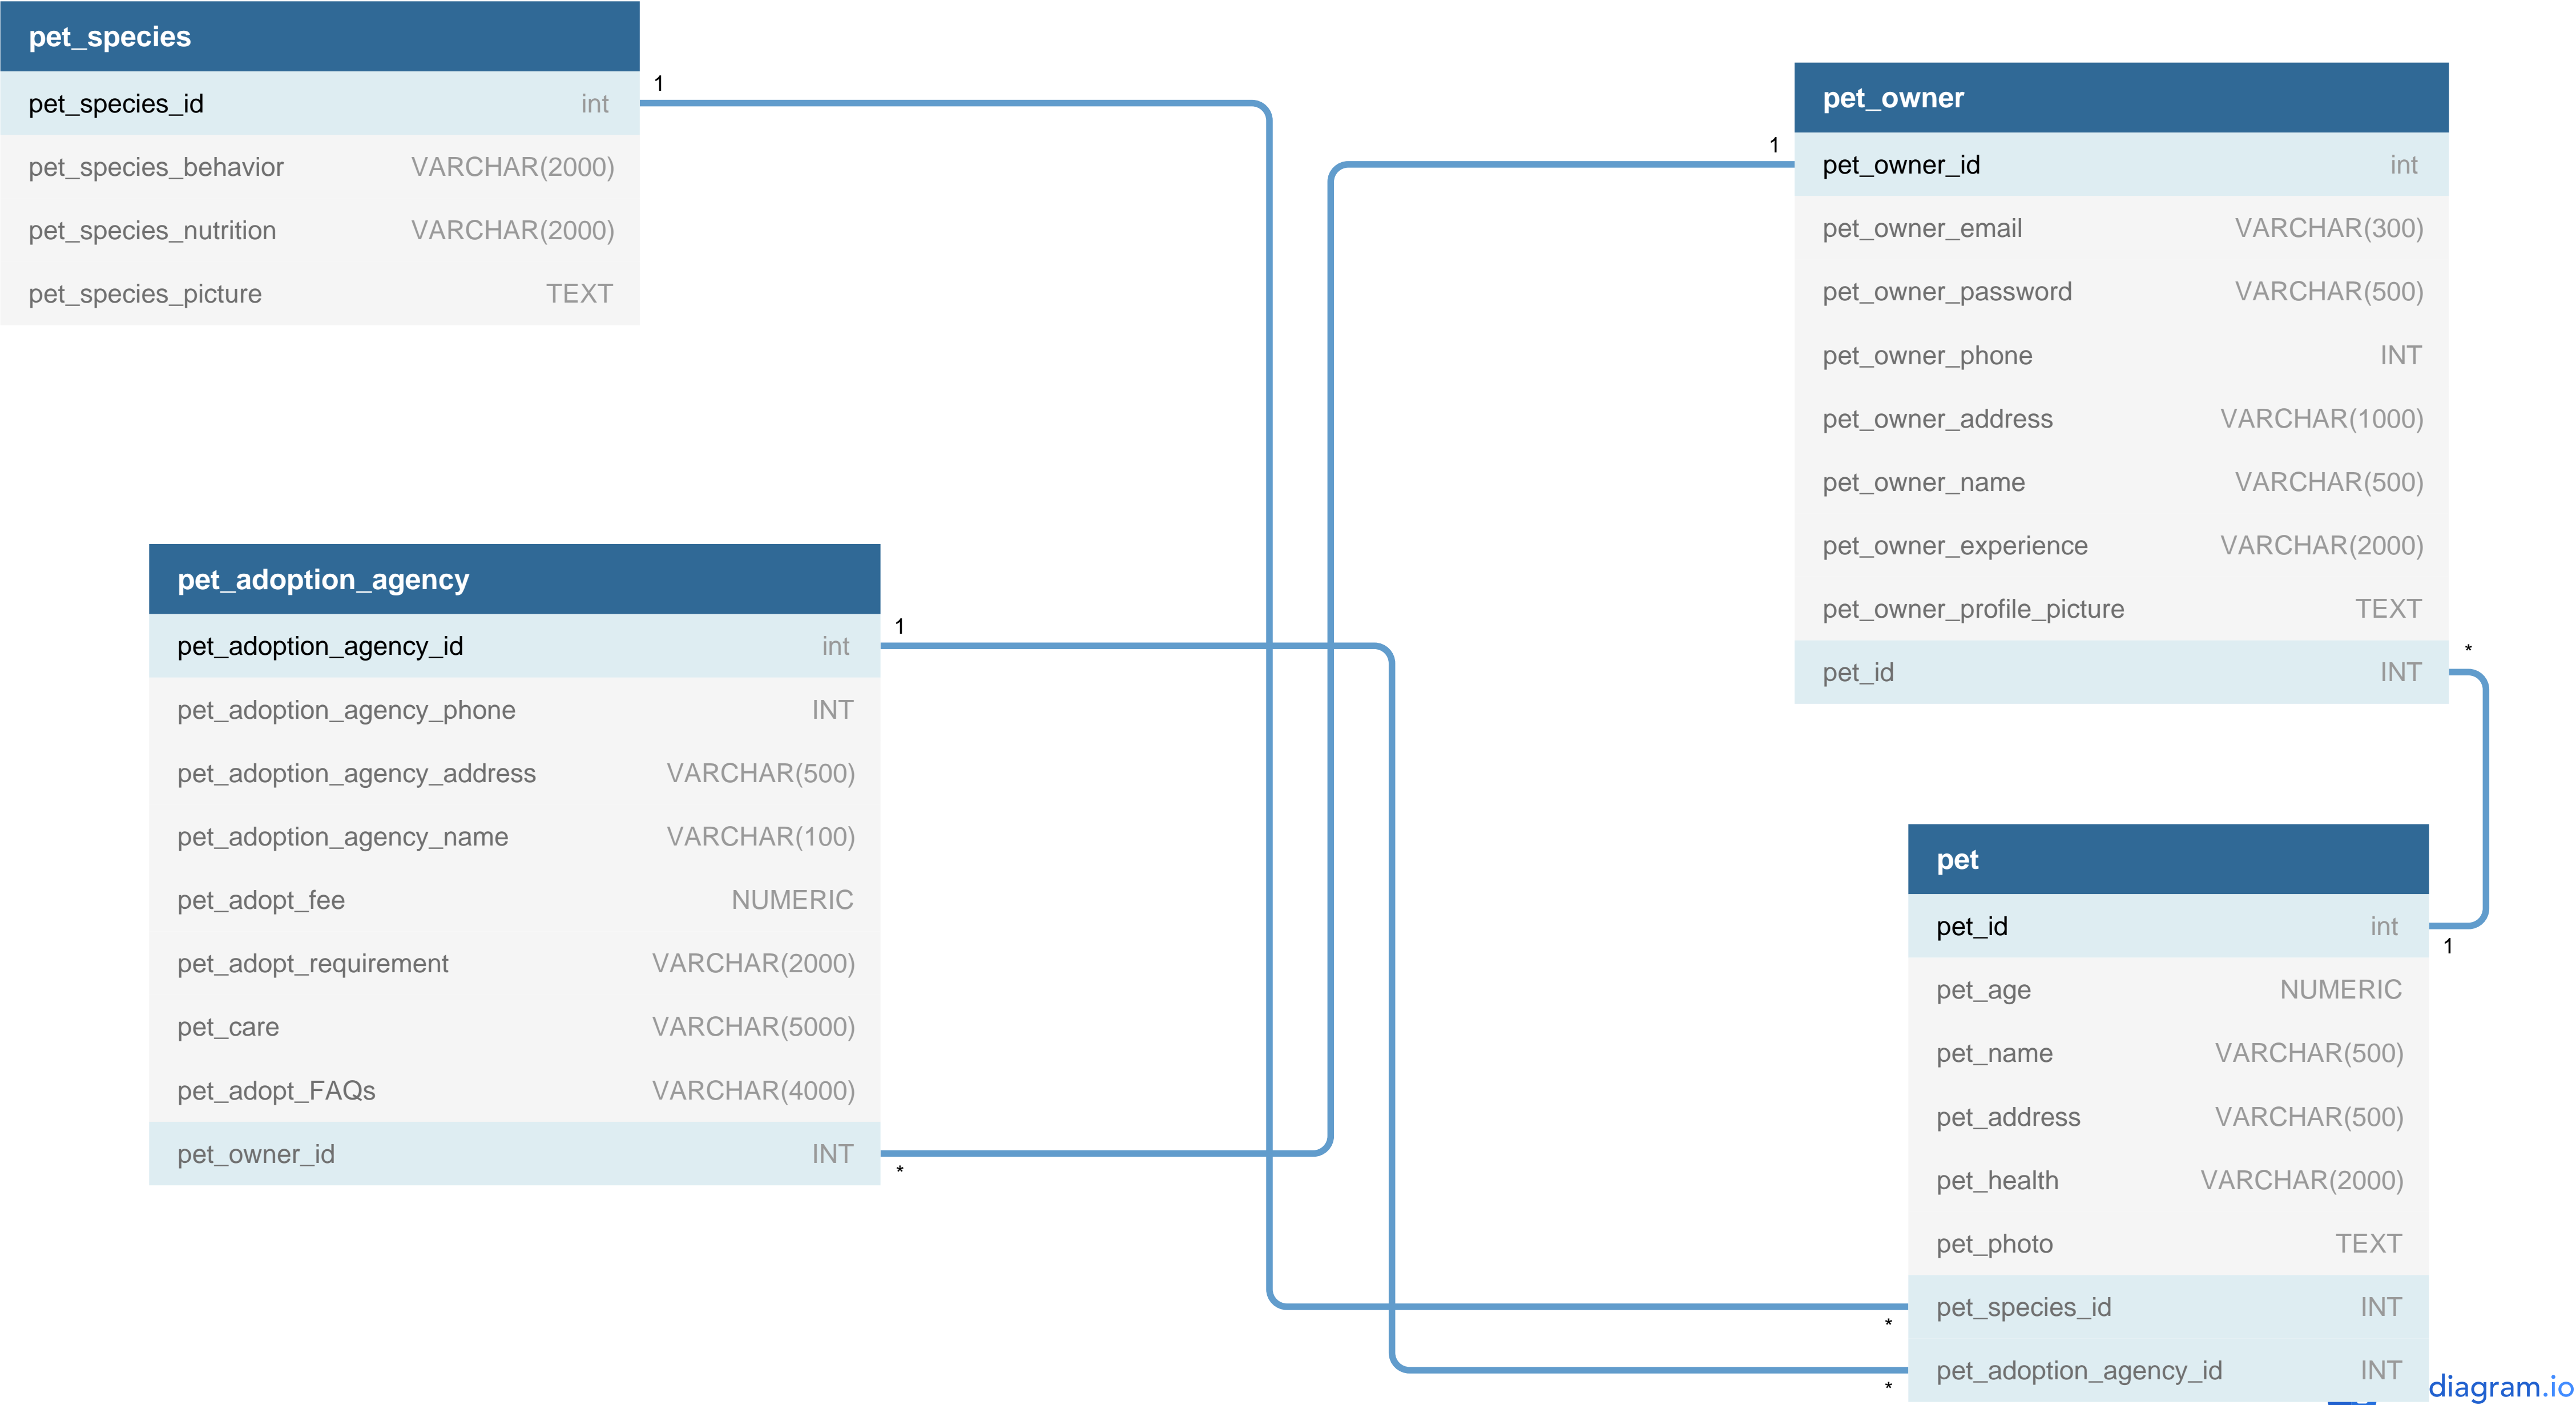 pet_species
pet_species_id int
pet_species_behavior VARCHAR(2000)
pet_species_nutrition VARCHAR(2000)
pet_species_picture TEXT
1
pet_owner
1
pet_owner_id int
pet_owner_email VARCHAR(300)
pet_owner_password VARCHAR(500)
pet_owner_phone INT
pet_owner_address VARCHAR(1000)
pet_owner_name VARCHAR(500)
pet_owner_experience VARCHAR(2000)
pet_owner_profile_picture TEXT
pet_id INT
*
pet_adoption_agency
pet_adoption_agency_id int
1
pet_adoption_agency_phone INT
pet_adoption_agency_address VARCHAR(500)
pet_adoption_agency_name VARCHAR(100)
pet_adopt_fee NUMERIC
pet_adopt_requirement VARCHAR(2000)
pet_care VARCHAR(5000)
pet_adopt_FAQs VARCHAR(4000)
pet_owner_id INT
*
pet
pet_id int
1
pet_age NUMERIC
pet_name VARCHAR(500)
pet_address VARCHAR(500)
pet_health VARCHAR(2000)
pet_photo TEXT
pet_species_id INT
*
pet_adoption_agency_id INT
*
diagram.io